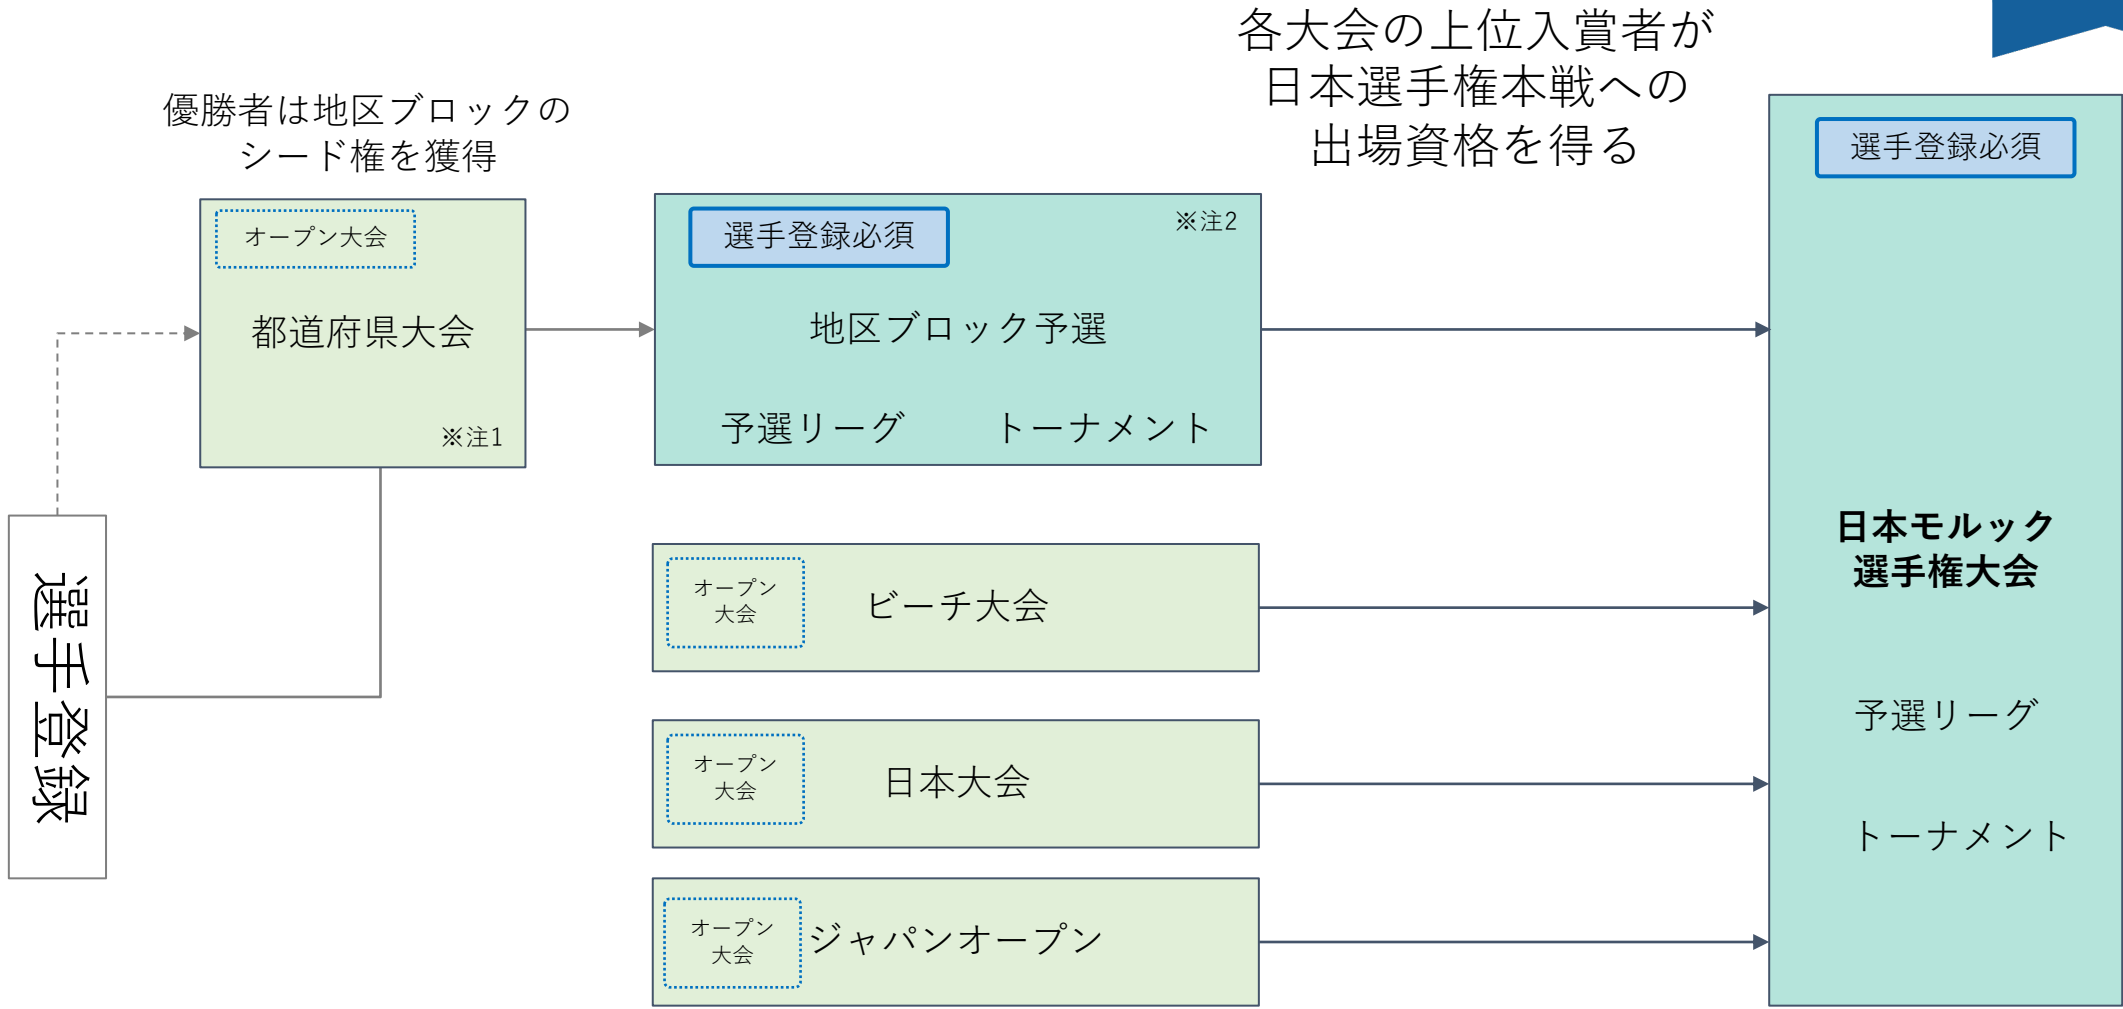 各大会の上位入賞者が
日本選手権本戦への
出場資格を得る
優勝者は地区ブロックの
シード権を獲得
オープン大会
都道府県大会
※注1
選手登録必須
※注2
地区ブロック予選
予選リーグ
トーナメント
選手登録
オープン
大会
ビーチ大会
オープン
大会
日本大会
オープン
大会
ジャパンオープン
選手登録必須
日本モルック
選手権大会
予選リーグ
トーナメント